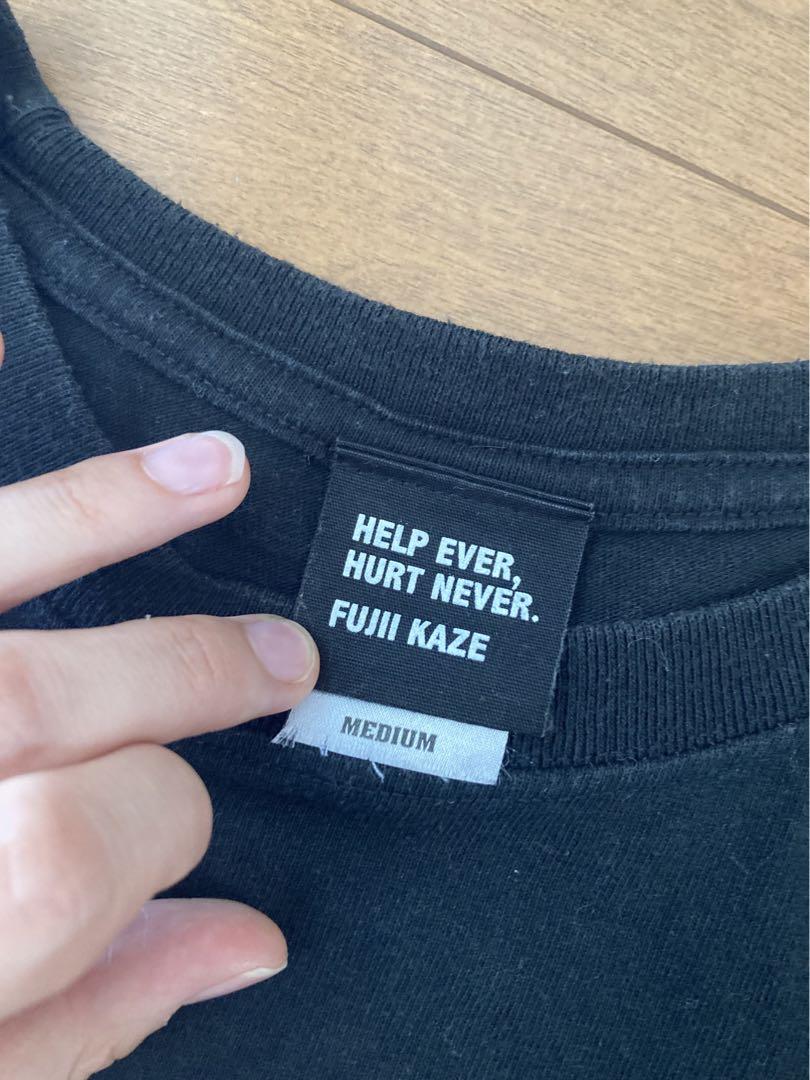 HELP EVER,
HURT NEVER.
FUJII KAZE
MEDIUM